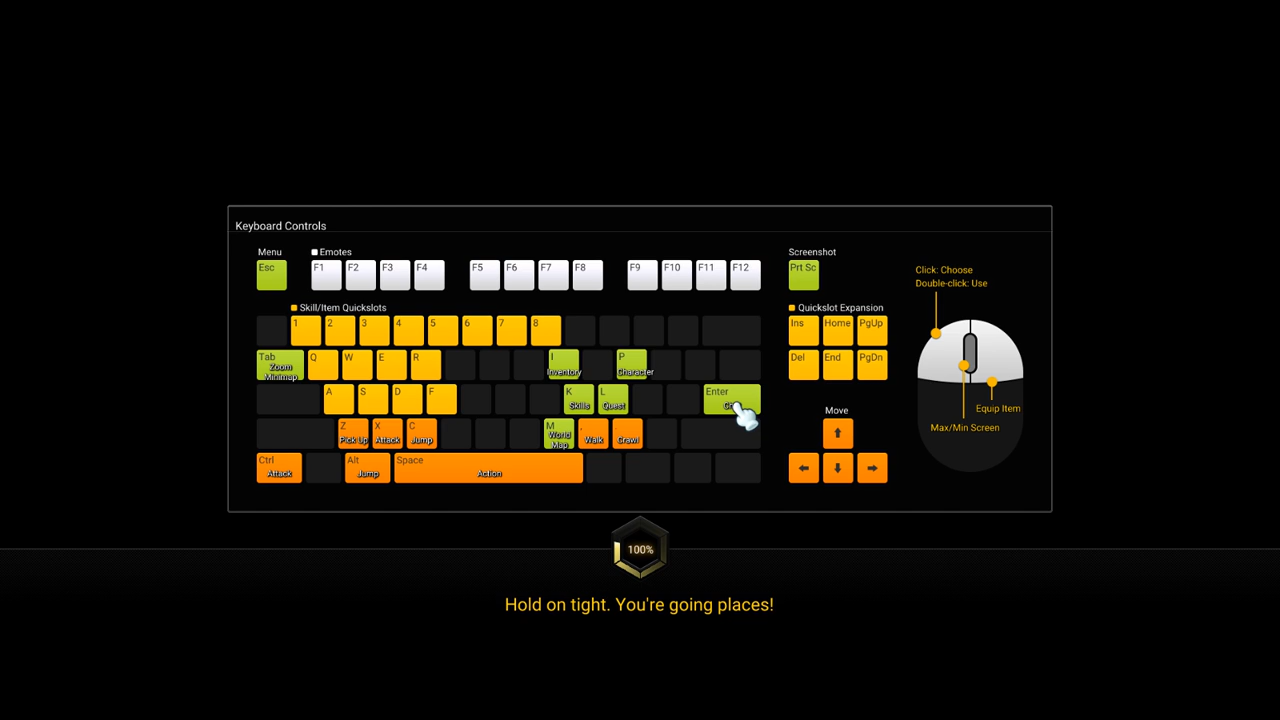 Keyboard Controls
Menu
Emotes
Screenshot
Esc
F1 F2 F3 F4 F5 F6 F7 F8 F9 F10 F11 F12
Prt Sc
Click: Choose
Double-click: Use
Skill/Item Quickslots
Quickslot Expansion
1 2 3 4 5 6 7 8
Ins Home PgUp
Tab Q W E R I P
Zoom
Minimap
Inventory
Character
Del End PgDn
A S D F K L Enter
Skills
Quest
Equip Item
Move
Z X C M
Pick Up
Attack
Jump
World
Map
Walk
Crawl
Max/Min Screen
Ctrl Alt Space
Attack
Jump
Action
100%
Hold on tight. You're going places!